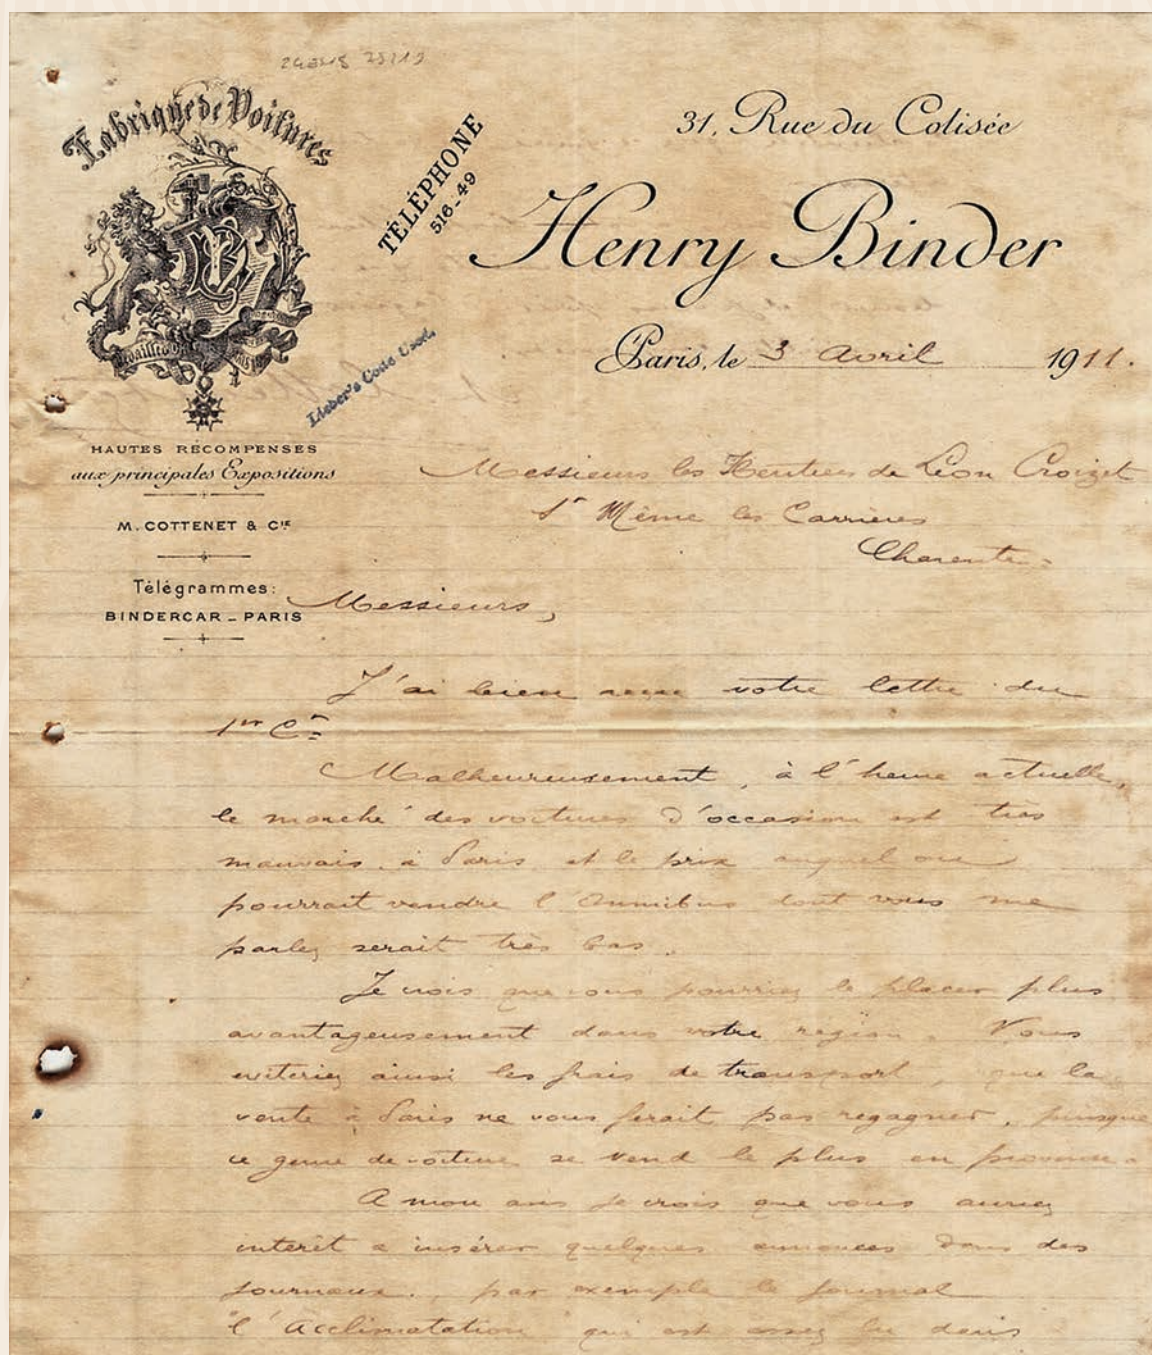 Fabrique de Voitures
TÉLÉPHONE
516-49
31, Rue du Colisée
Henry Binder
Paris, le 3 Avril 1911.
Lieber's Code Used.
HAUTES RÉCOMPENSES
aux principales Expositions
M. COTTENET & CIE
Télégrammes:
BINDERCAR - PARIS
Messieurs les Héritiers de Léon Croizet
St Même les Carrières
Charente.
Messieurs,
J'ai bien reçu votre lettre du
1er Ct
Malheureusement, à l'heure actuelle,
le marché des voitures d'occasion est très
mauvais à Paris et le prix auquel on
pourrait vendre l'omnibus dont vous me
parlez serait très bas.
Je crois que vous pourriez le placer plus
avantageusement dans votre région. Vous
eviteriez ainsi les frais de transport, que la
vente à Paris ne vous ferait pas regagner, puisque
ce genre de voiture se vend le plus en province.
A mon avis je crois que vous auriez
interêt a insérer quelques annonces dans des
journaux, par exemple le journal
"l'Acclimatation" qui est assez lu dans